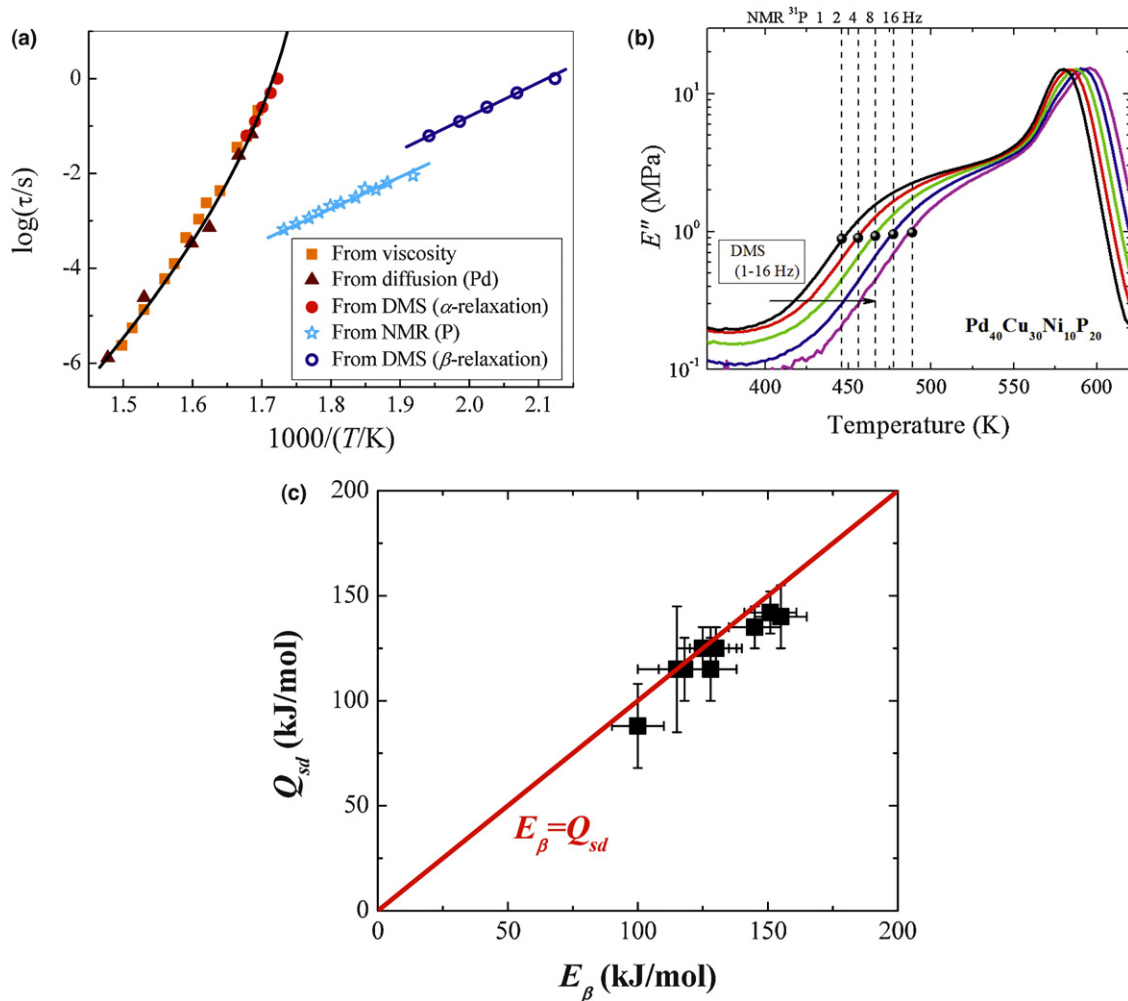 (a)
log(τ/s)
0
-2
-4
-6
From viscosity
From diffusion (Pd)
From DMS (α-relaxation)
From NMR (P)
From DMS (β-relaxation)
1.5 1.6 1.7 1.8 1.9 2.0 2.1
1000/(T/K)
NMR ³¹P 1 2 4 8 16 Hz
(b)
E'' (MPa)
10¹
10⁰
10⁻¹
DMS
(1-16 Hz)
Pd₄₀Cu₃₀Ni₁₀P₂₀
400 450 500 550 600
Temperature (K)
(c)
Q_sd (kJ/mol)
200
150
100
50
0
E_β=Q_sd
0 50 100 150 200
E_β (kJ/mol)